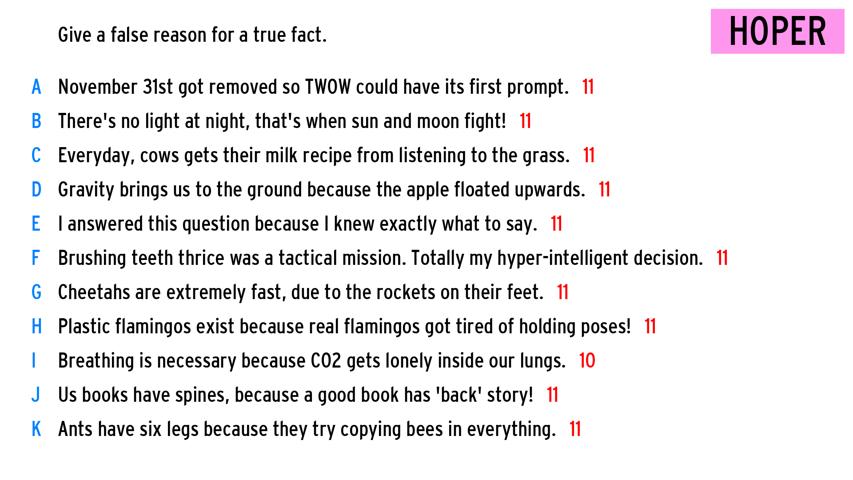 Give a false reason for a true fact.
HOPER
A November 31st got removed so TWOW could have its first prompt. 11
B There's no light at night, that's when sun and moon fight! 11
C Everyday, cows gets their milk recipe from listening to the grass. 11
D Gravity brings us to the ground because the apple floated upwards. 11
E I answered this question because I knew exactly what to say. 11
F Brushing teeth thrice was a tactical mission. Totally my hyper-intelligent decision. 11
G Cheetahs are extremely fast, due to the rockets on their feet. 11
H Plastic flamingos exist because real flamingos got tired of holding poses! 11
I Breathing is necessary because CO2 gets lonely inside our lungs. 10
J Us books have spines, because a good book has 'back' story! 11
K Ants have six legs because they try copying bees in everything. 11